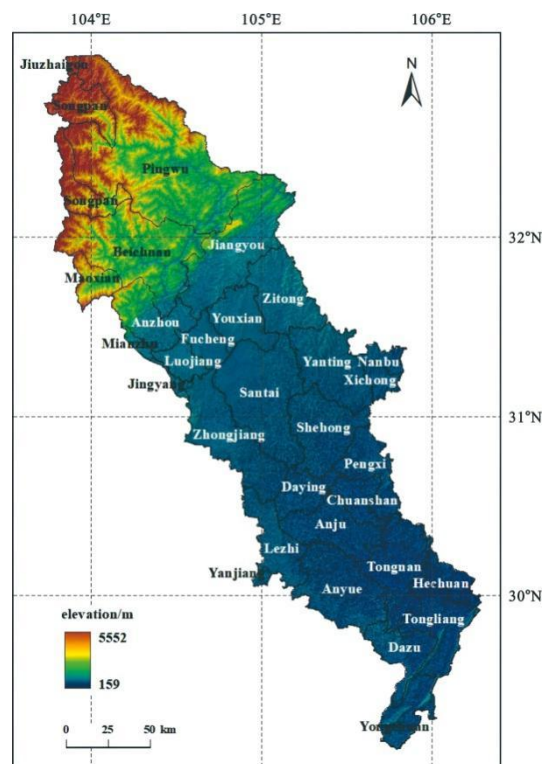 104°E 105°E 106°E
N
Jiuzhaigou
Songpan
Pingwu
Songpan
32°N
Jiangyou
Beichuan
Maoxian
Zitong
Anzhou Youxian
Mianzhu Fucheng
Luojiang Yanting Nanbu
Jingyang Xichong
Santai
31°N
Shehong
Zhongjiang
Pengxi
Daying
Chuanshan
Anju
Lezhi
Tongnan
Yanjiang Hechuan
Anyue
30°N
elevation/m Tongliang
5552
Dazu
159
0 25 50 km